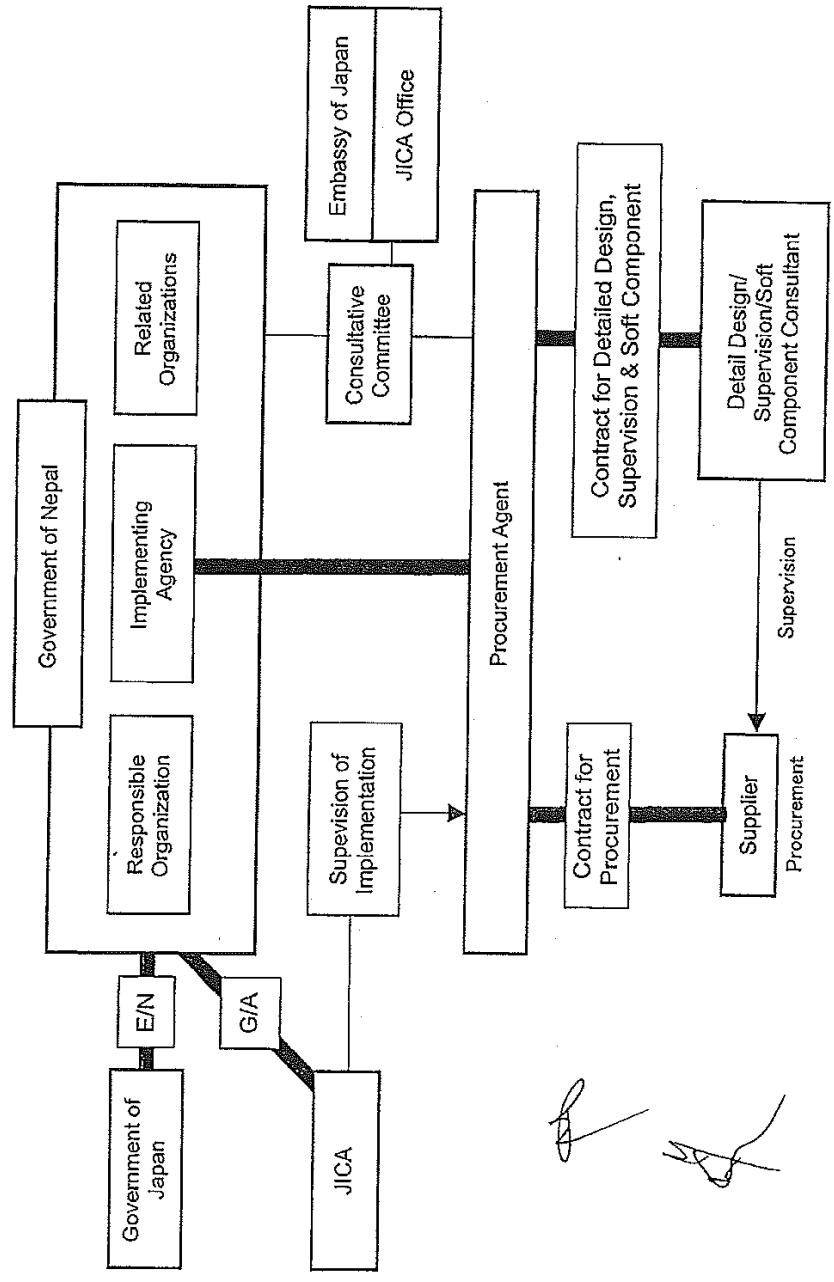 Government of Nepal
Responsible
Organization
Implementing
Agency
Related
Organizations
Government of
Japan
E/N
G/A
JICA
Supevision of
Implementation
Consultative
Committee
Embassy of Japan
JICA Office
Procurement Agent
Contract for
Procurement
Contract for Detailed Design,
Supervision & Soft Component
Supplier
Procurement
Supervision
Detail Design/
Supervision/Soft
Component Consultant